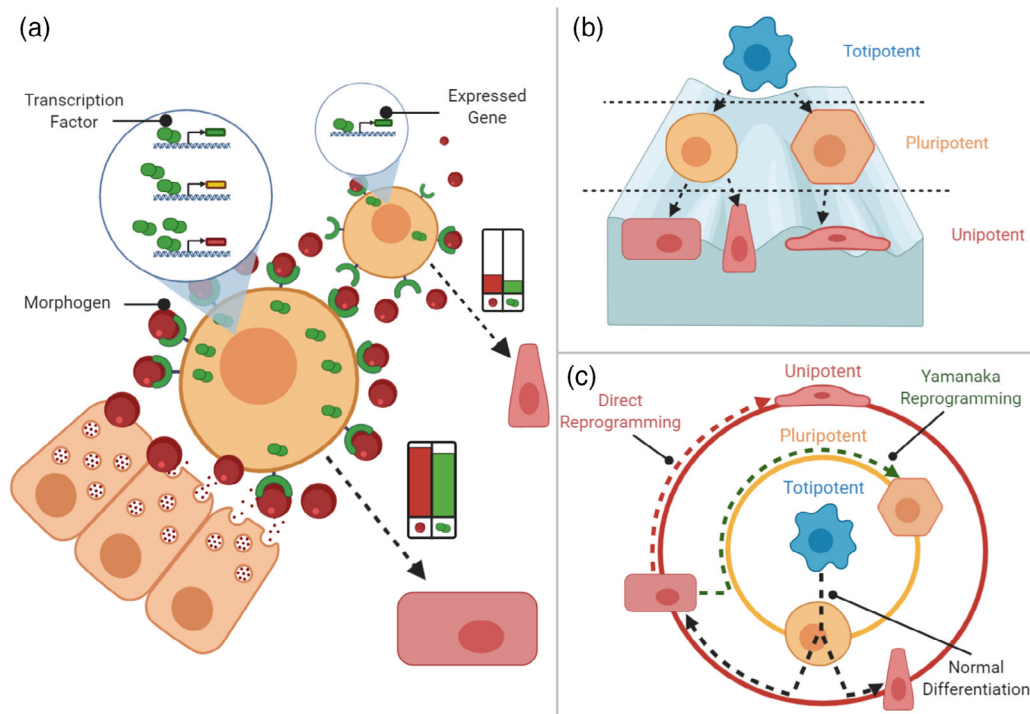 (a)
Transcription
Factor
Expressed
Gene
Morphogen
(b)
Totipotent
Pluripotent
Unipotent
(c)
Unipotent
Direct
Reprogramming
Yamanaka
Reprogramming
Pluripotent
Totipotent
Normal
Differentiation